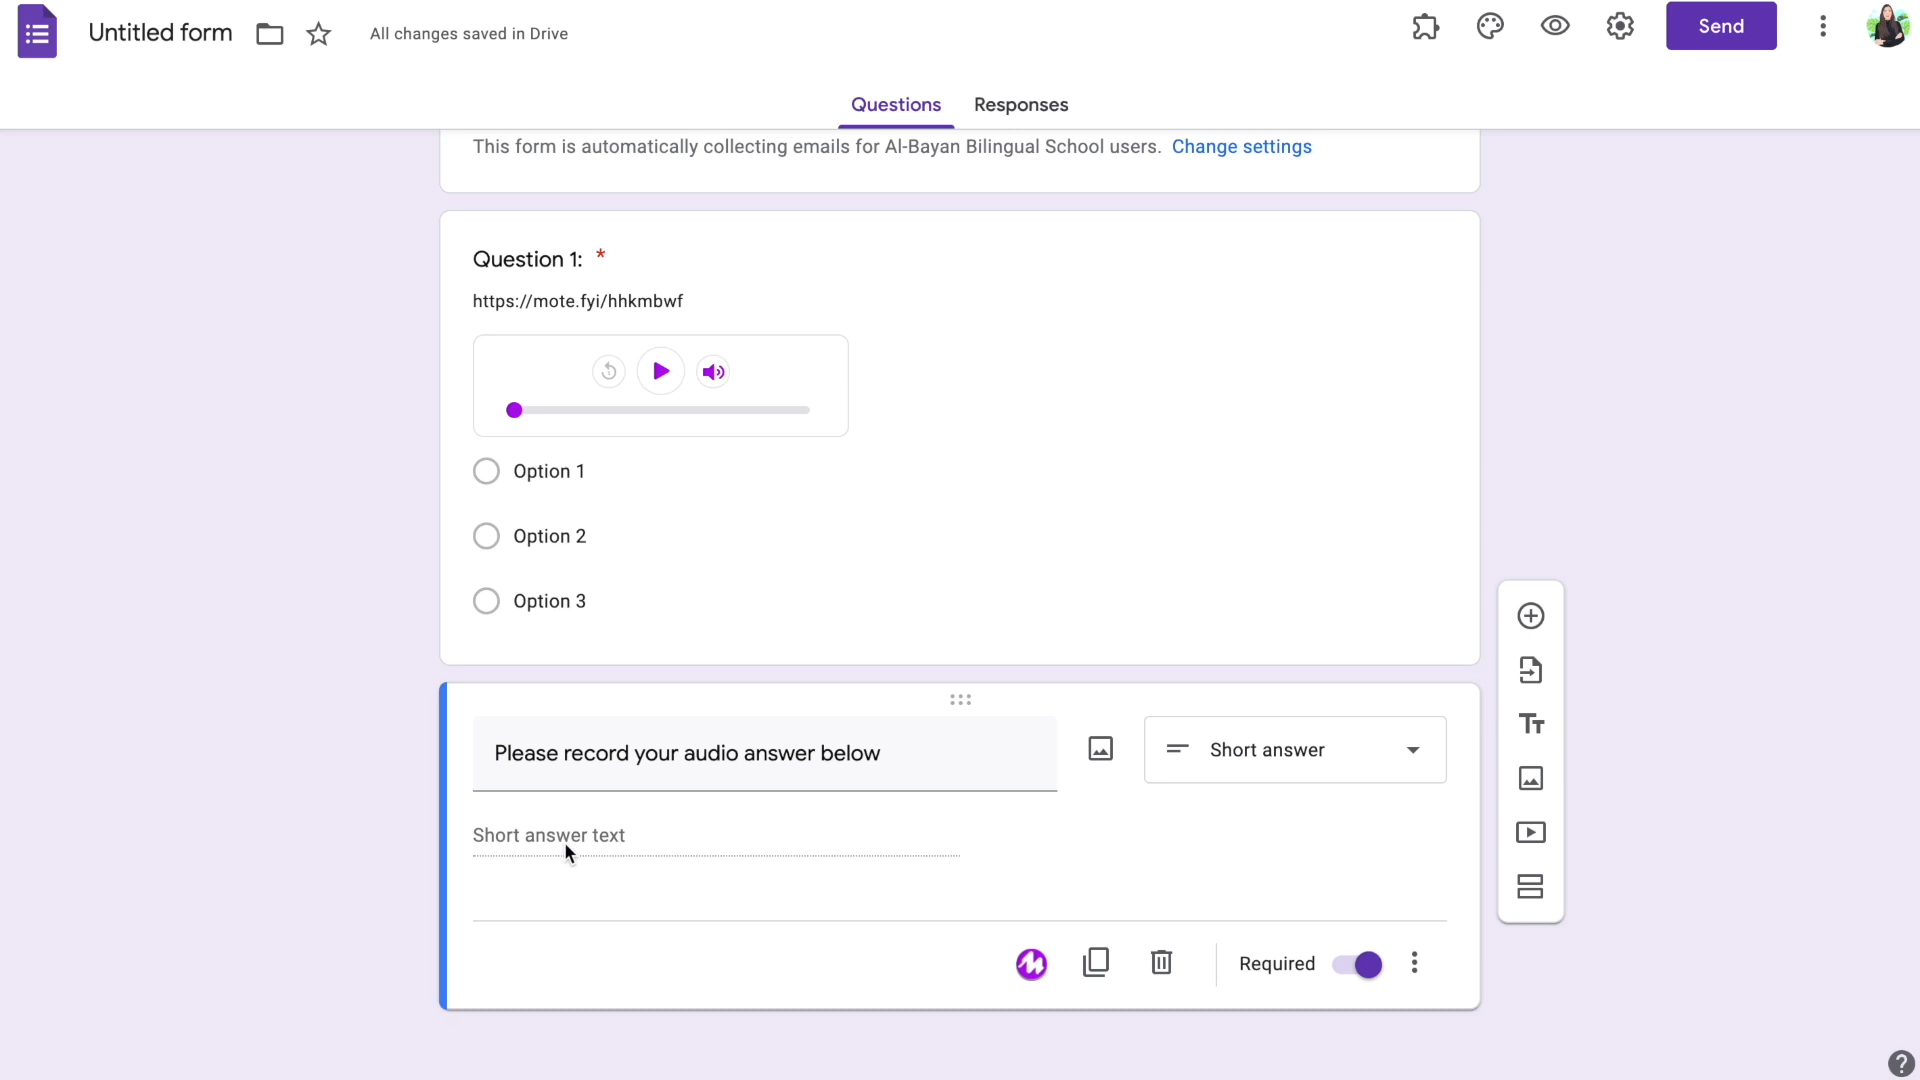 Untitled form
All changes saved in Drive
Send
Questions
Responses
This form is automatically collecting emails for Al-Bayan Bilingual School users. Change settings
Question 1: *
https://mote.fyi/hhkmbwf
5
Option 1
Option 2
Option 3
Please record your audio answer below
Short answer
Tт
Short answer text
Required
?